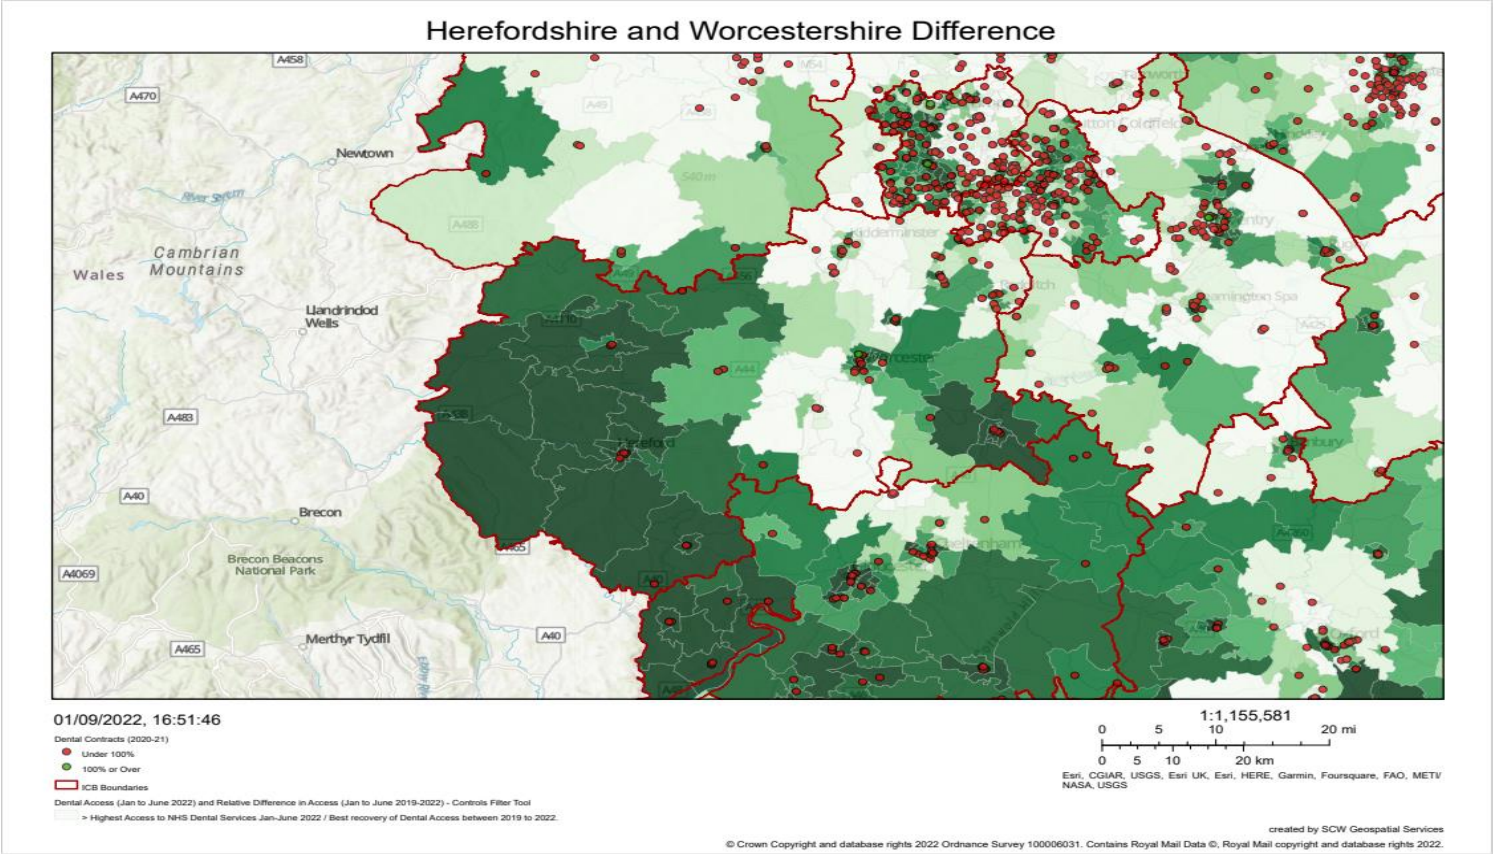 Herefordshire and Worcestershire Difference
A458
M54
A470
A49
Newtown
River Severn
540m
A488
Kidderminster
Cambrian
Mountains
Wales
A49
Llandrindod
Wells
Leamington Spa
A44
A483
Hereford
A40
Brecon
A465
Cheltenham
Brecon Beacons
National Park
A4069
A40
Merthyr Tydfil
A40
A465
Oxford
01/09/2022, 16:51:46
Dental Contracts (2020-21)
Under 100%
100% or Over
ICB Boundaries
Dental Access (Jan to June 2022) and Relative Difference in Access (Jan to June 2019-2022) - Controls Filter Tool
> Highest Access to NHS Dental Services Jan-June 2022 / Best recovery of Dental Access between 2019 to 2022.
1:1,155,581
0 5 10 20 mi
0 5 10 20 km
Esri, CGIAR, USGS, Esri UK, Esri, HERE, Garmin, Foursquare, FAO, METI/
NASA, USGS
created by SCW Geospatial Services
© Crown Copyright and database rights 2022 Ordnance Survey 100006031. Contains Royal Mail Data ©, Royal Mail copyright and database rights 2022.